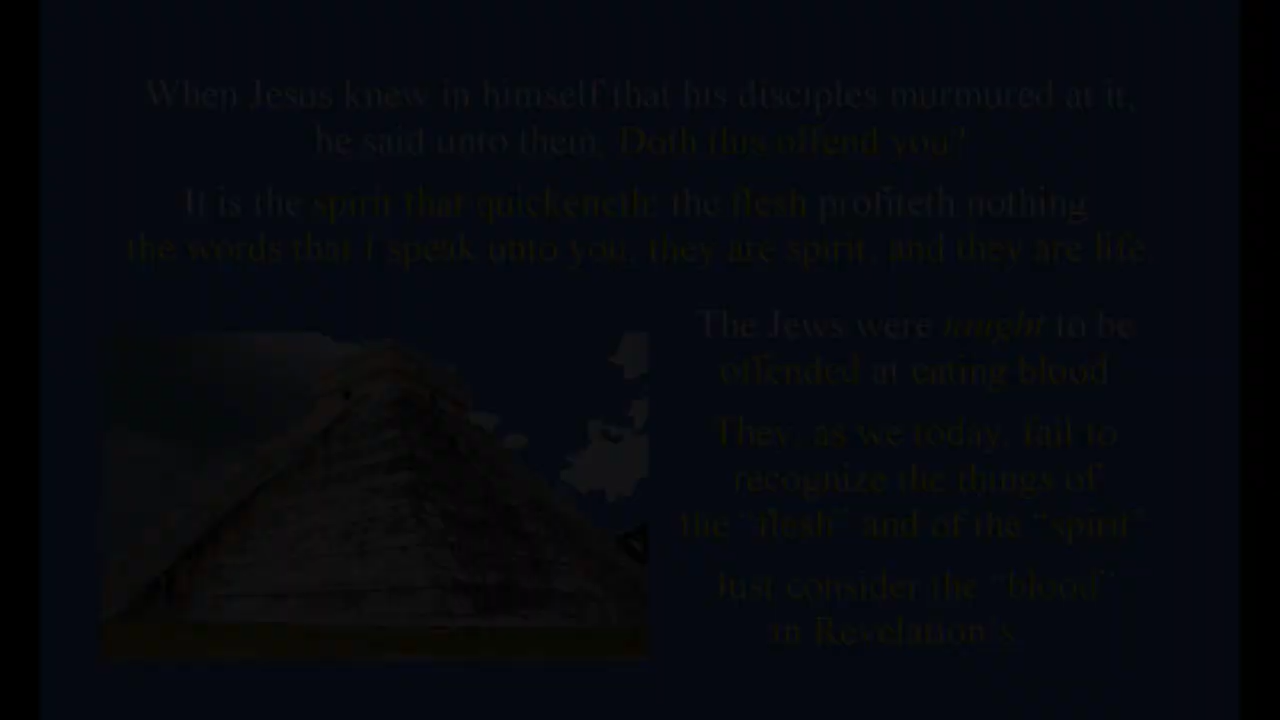 When Jesus knew in himself that his disciples murmured at it,
he said unto them, Doth this offend you?
It is the spirit that quickeneth; the flesh profiteth nothing
the words that I speak unto you, they are spirit, and they are life.
The Jews were taught to be
offended at eating blood
They, as we today, fail to
recognize the things of
the "flesh" and of the "spirit"
Just consider the "blood"
in